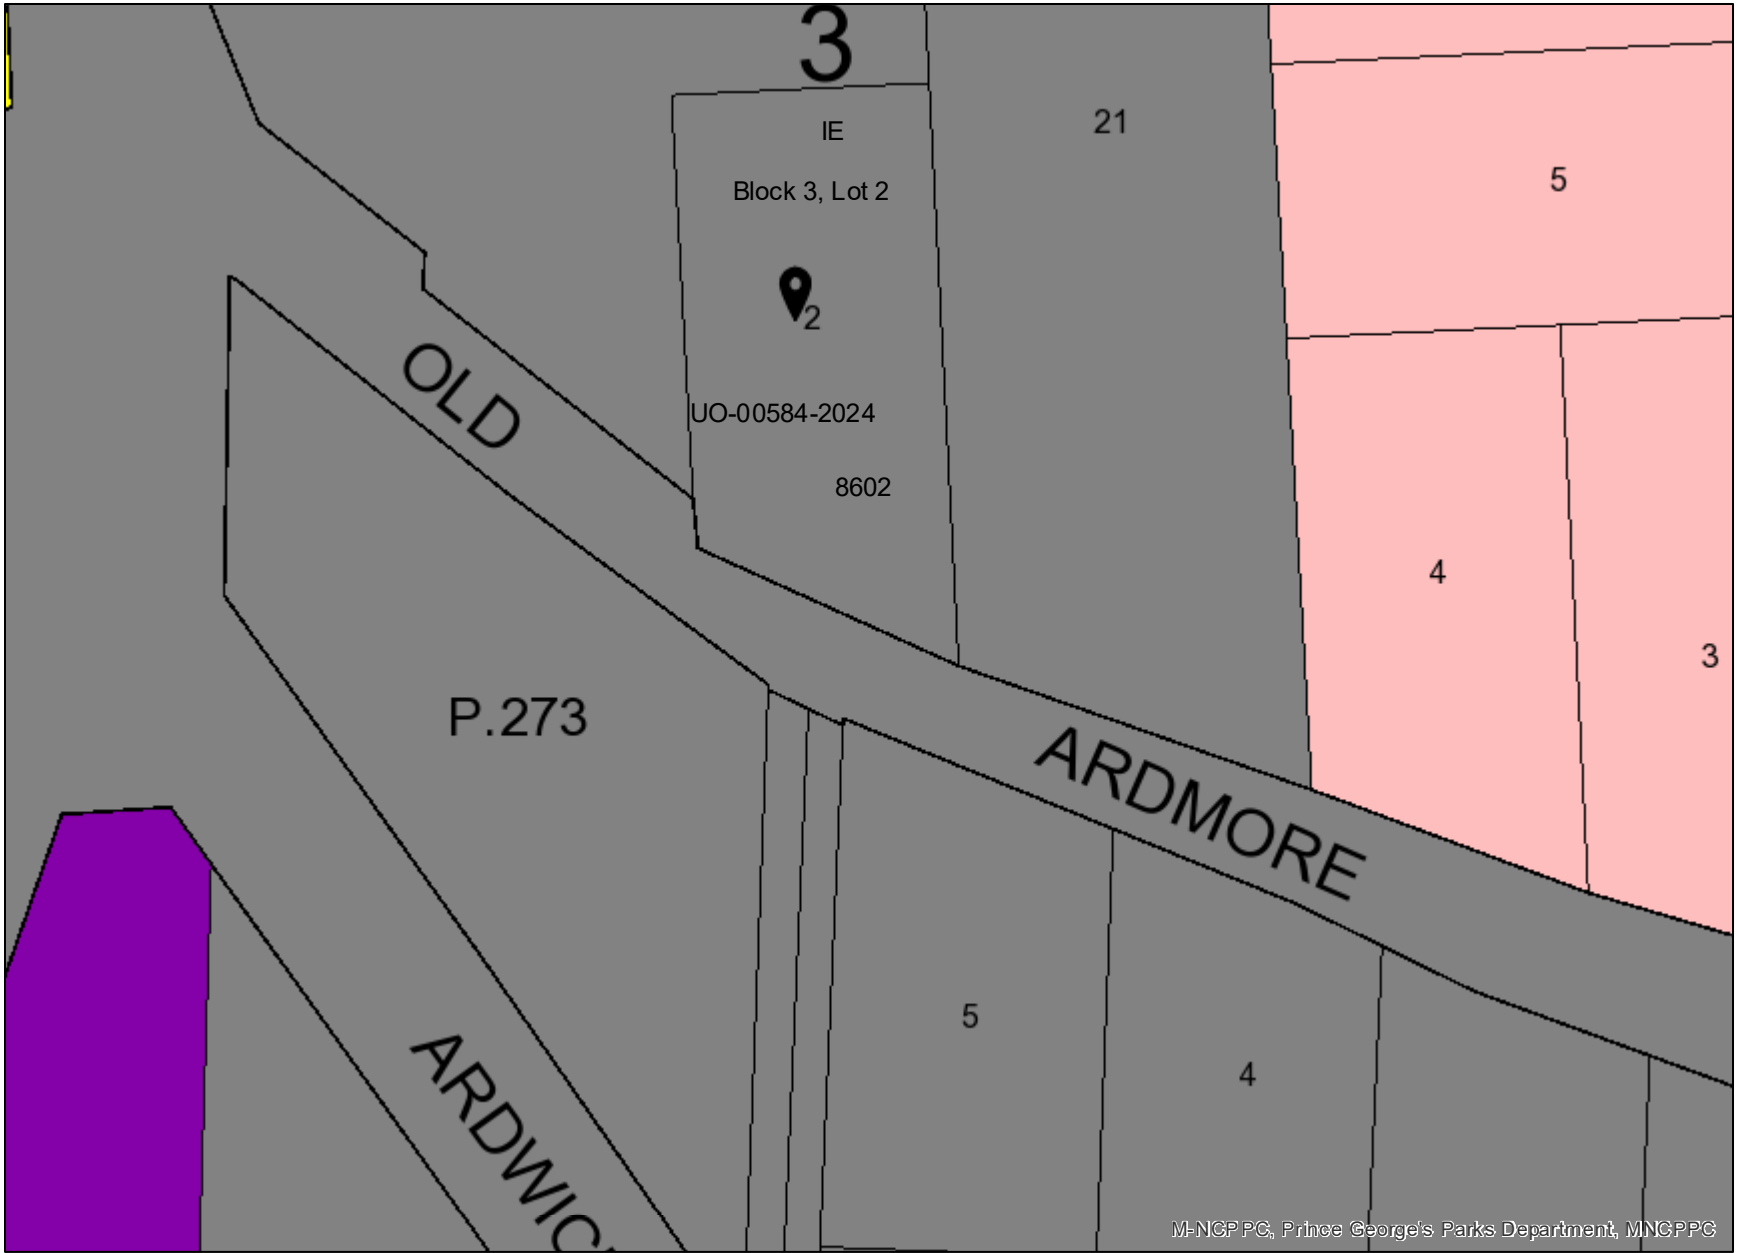 3
IE
21
5
Block 3, Lot 2
2
OLD
UO-00584-2024
8602
4
3
P.273
ARDMORE
5
4
ARDWIC
M-NCPPC, Prince George's Parks Department, MNCPPC